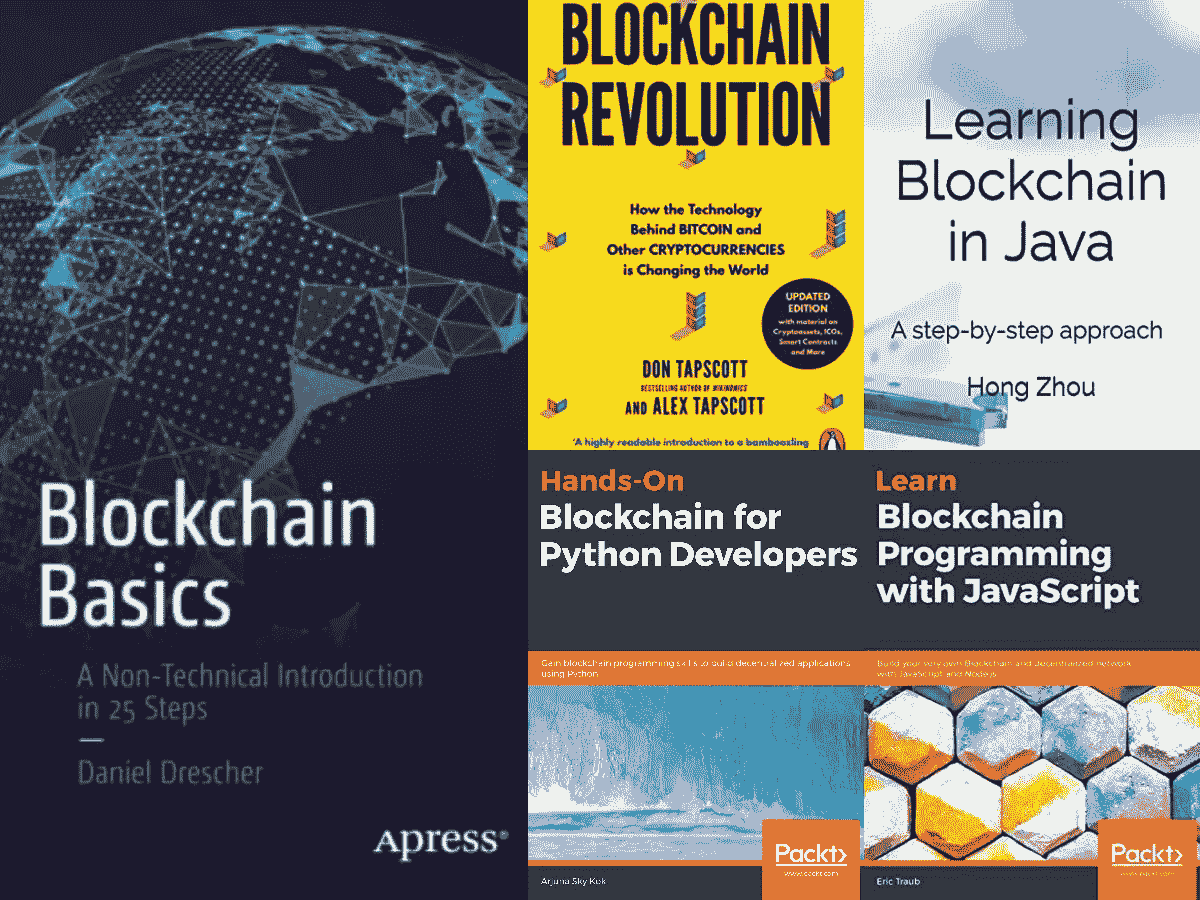 Blockchain
Basics
A Non-Technical Introduction
in 25 Steps
Daniel Drescher
Apress®
BLOCKCHAIN
REVOLUTION
How the Technology
Behind BITCOIN and
Other CRYPTOCURRENCIES
is Changing the World
UPDATED
EDITION
with material on
Cryptoassets, ICOs,
Smart Contracts
and More
DON TAPSCOTT
BESTSELLING AUTHOR OF WIKINOMICS
AND ALEX TAPSCOTT
'A highly readable introduction to a bamboozling
Learning
Blockchain
in Java
A step-by-step approach
Hong Zhou
Hands-On
Blockchain for
Python Developers
Gain blockchain programming skills to build decentralized applications
using Python
Packt>
www.packt.com
Arjuna Sky Kok
Learn
Blockchain
Programming
with JavaScript
Build your very own Blockchain and decentralized network
with JavaScript and Node.js
Packt>
Eric Traub